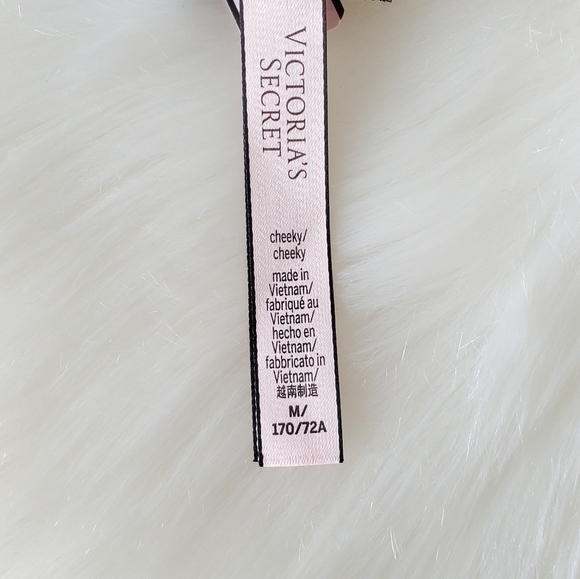 VICTORIA'S
SECRET
cheeky/
cheeky
made in
Vietnam/
fabriqué au
Vietnam/
hecho en
Vietnam/
fabbricato in
Vietnam/
越南制造
M/
170/72A